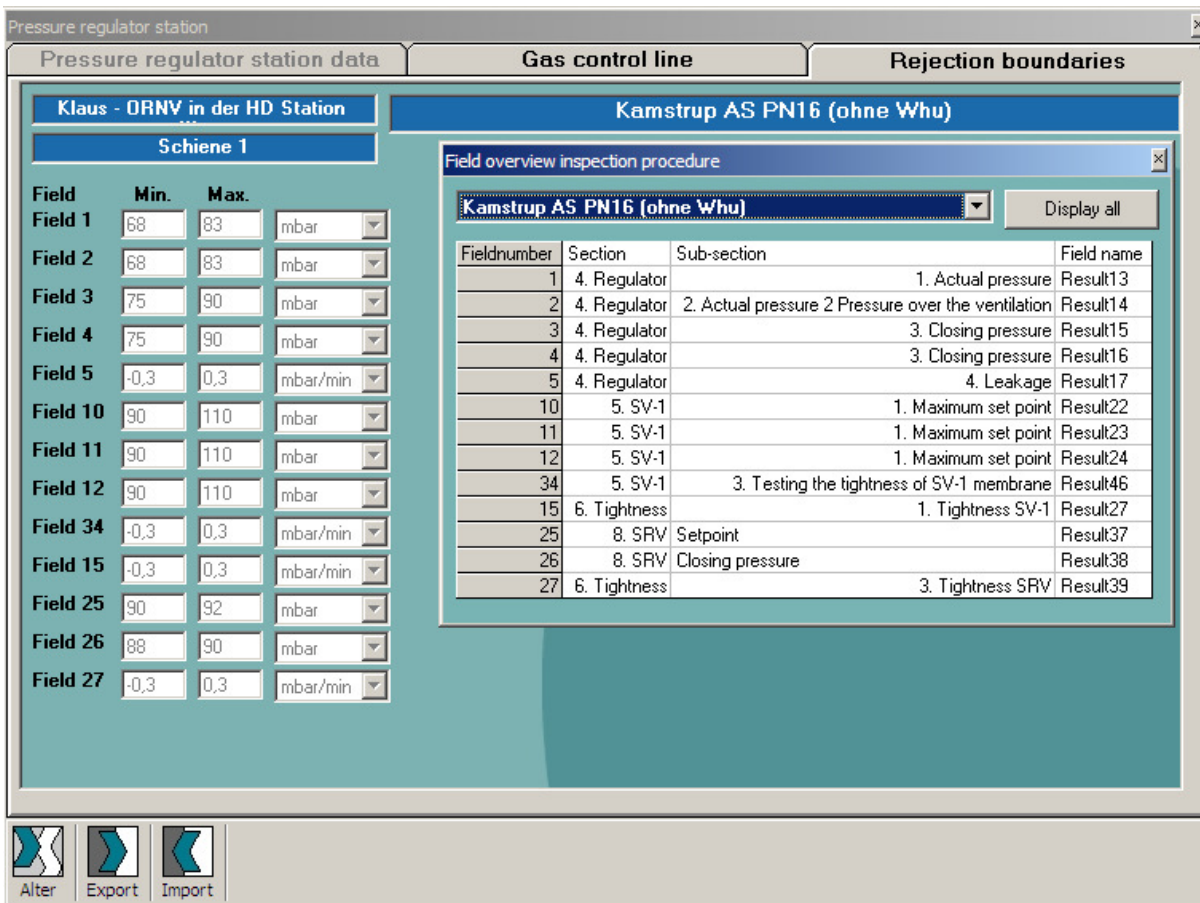 Pressure regulator station
Pressure regulator station data Gas control line Rejection boundaries
Klaus - ORNV in der HD Station
Schiene 1
Kamstrup AS PN16 (ohne Whu)
Field Min. Max.
Field 1 68 83 mbar
Field 2 68 83 mbar
Field 3 75 90 mbar
Field 4 75 90 mbar
Field 5 -0,3 0,3 mbar/min
Field 10 90 110 mbar
Field 11 90 110 mbar
Field 12 90 110 mbar
Field 34 -0,3 0,3 mbar/min
Field 15 -0,3 0,3 mbar/min
Field 25 90 92 mbar
Field 26 88 90 mbar
Field 27 -0,3 0,3 mbar/min
Field overview inspection procedure
Kamstrup AS PN16 (ohne Whu) Display all
Fieldnumber Section Sub-section Field name
1 4. Regulator 1. Actual pressure Result13
2 4. Regulator 2. Actual pressure 2 Pressure over the ventilation Result14
3 4. Regulator 3. Closing pressure Result15
4 4. Regulator 3. Closing pressure Result16
5 4. Regulator 4. Leakage Result17
10 5. SV-1 1. Maximum set point Result22
11 5. SV-1 1. Maximum set point Result23
12 5. SV-1 1. Maximum set point Result24
34 5. SV-1 3. Testing the tightness of SV-1 membrane Result46
15 6. Tightness 1. Tightness SV-1 Result27
25 8. SRV Setpoint Result37
26 8. SRV Closing pressure Result38
27 6. Tightness 3. Tightness SRV Result39
Alter Export Import